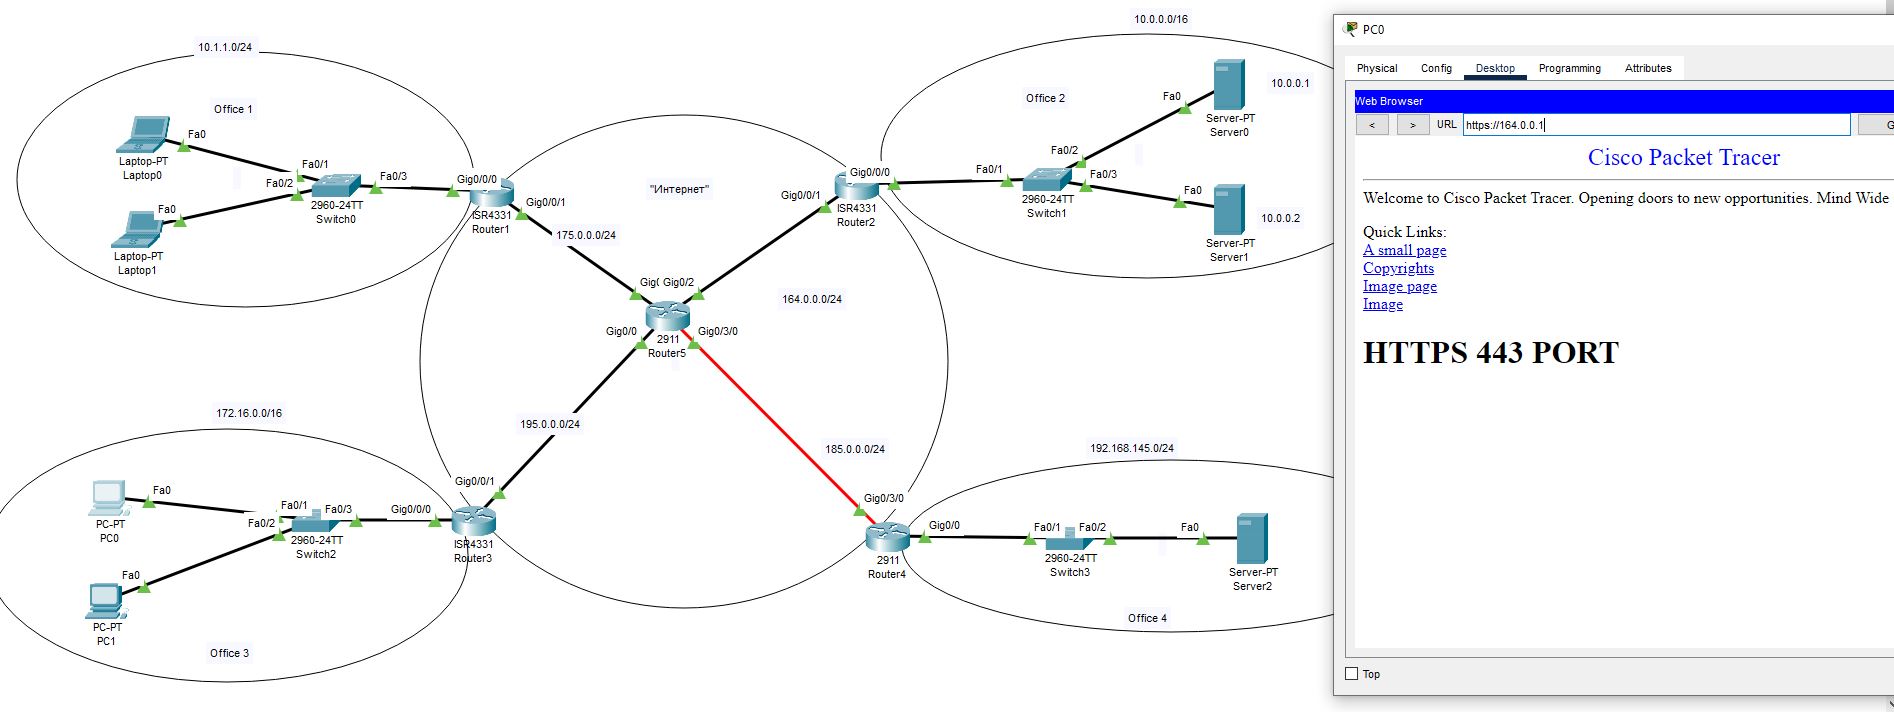 10.1.1.0/24
Office 1
Fa0
Laptop-PT
Laptop0
Fa0
Laptop-PT
Laptop1
Fa0/1
Fa0/2
Fa0/3
2960-24TT
Switch0
Gig0/0/0
Gig0/0/1
ISR4331
Router1
175.0.0.0/24
"Интернет"
10.0.0.0/16
Office 2
Gig0/0/0
Gig0/0/1
ISR4331
Router2
Fa0/1
Fa0/2
Fa0/3
2960-24TT
Switch1
Fa0
10.0.0.1
Server-PT
Server0
Fa0
10.0.0.2
Server-PT
Server1
164.0.0.0/24
Gig0/2
Gig0/0
Gig0/3/0
2911
Router5
195.0.0.0/24
185.0.0.0/24
172.16.0.0/16
Fa0
PC-PT
PC0
Fa0
PC-PT
PC1
Fa0/1
Fa0/2
Fa0/3
2960-24TT
Switch2
Gig0/0/0
Gig0/0/1
ISR4331
Router3
Office 3
192.168.145.0/24
Gig0/3/0
Gig0/0
2911
Router4
Fa0/1
Fa0/2
2960-24TT
Switch3
Fa0
Server-PT
Server2
Office 4
PC0
Physical Config Desktop Programming Attributes
Web Browser
< > URL https://164.0.0.1 G
Cisco Packet Tracer
Welcome to Cisco Packet Tracer. Opening doors to new opportunities. Mind Wide
Quick Links:
A small page
Copyrights
Image page
Image
HTTPS 443 PORT
Top